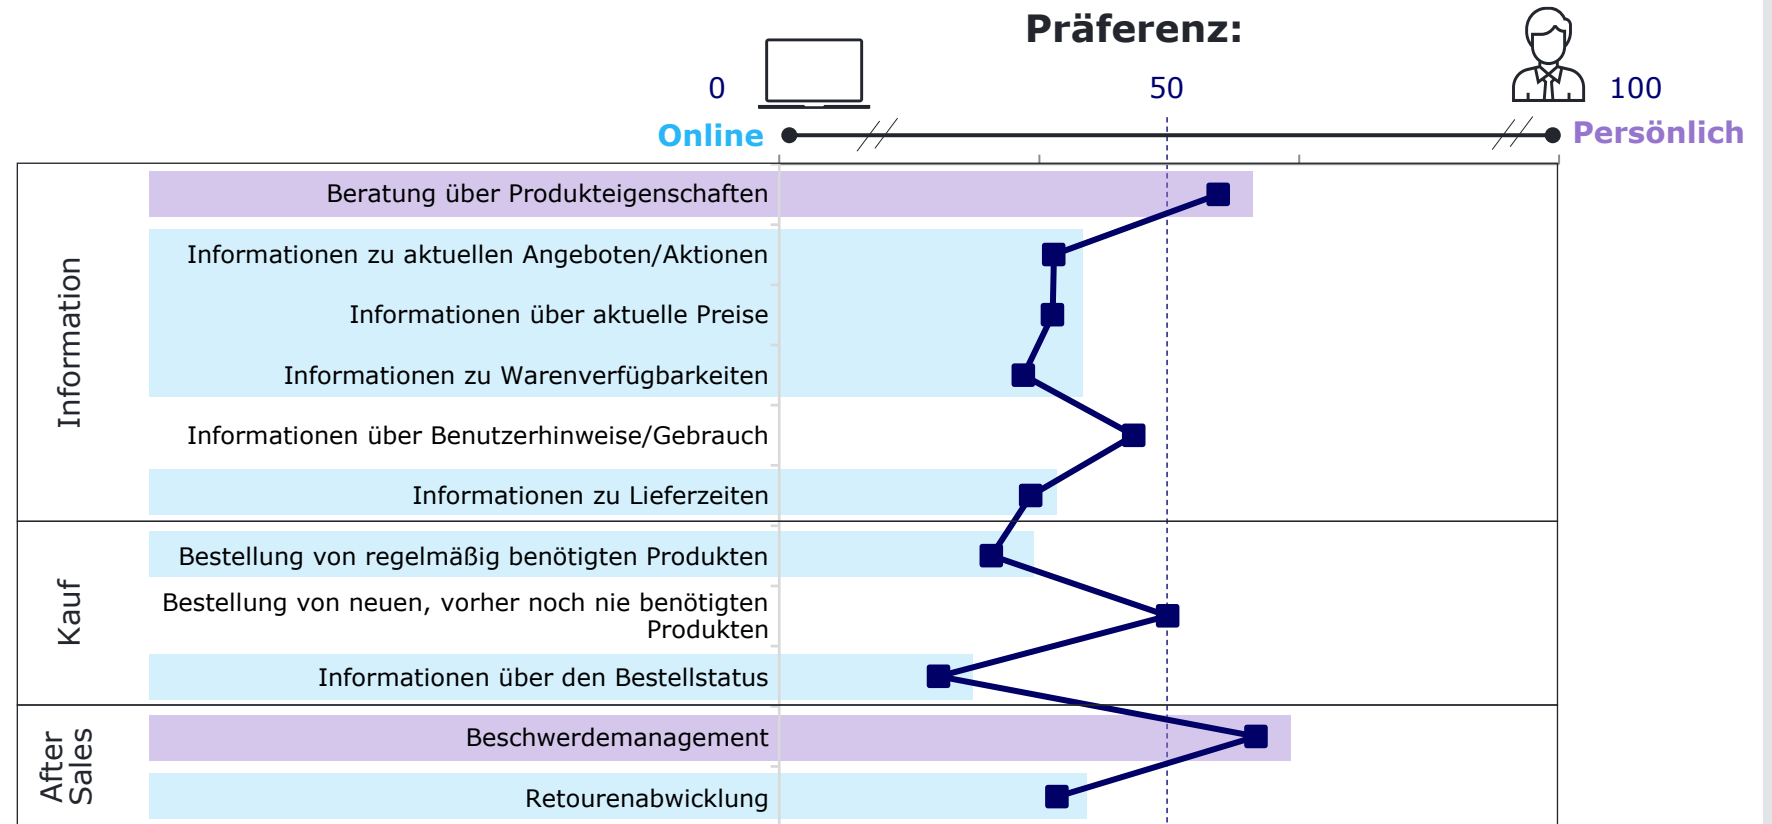 Präferenz:
0
50
100
Online
Persönlich
Information
Beratung über Produkteigenschaften
Informationen zu aktuellen Angeboten/Aktionen
Informationen über aktuelle Preise
Informationen zu Warenverfügbarkeiten
Informationen über Benutzerhinweise/Gebrauch
Informationen zu Lieferzeiten
Kauf
Bestellung von regelmäßig benötigten Produkten
Bestellung von neuen, vorher noch nie benötigten
Produkten
Informationen über den Bestellstatus
After
Sales
Beschwerdemanagement
Retourenabwicklung